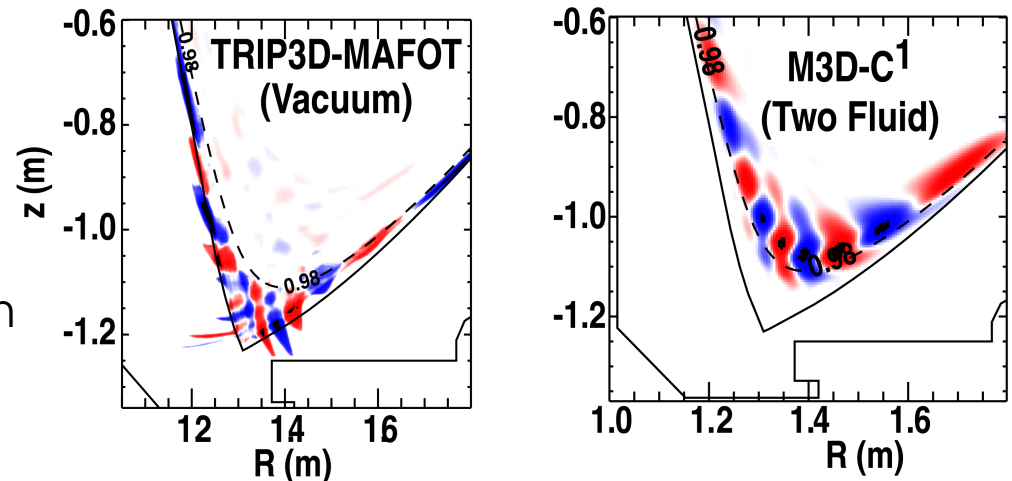 TRIP3D-MAFOT
(Vacuum)
0.98
0.98
-0.6
-0.8
-1.0
-1.2
z (m)
12
14
16
R (m)
n
M3D-C1
(Two Fluid)
0.98
0.98
-0.6
-0.8
-1.0
-1.2
1.0
1.2
1.4
1.6
R (m)